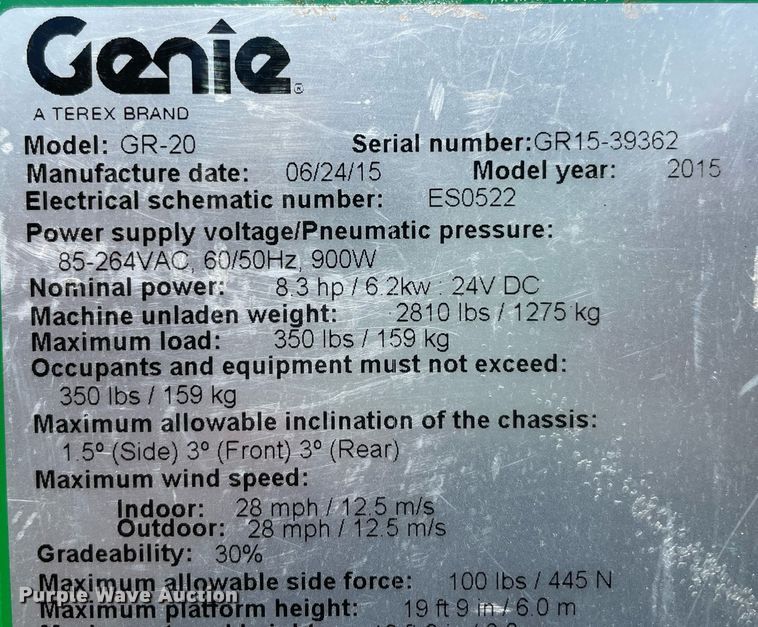 Genie®
A TEREX BRAND
Model: GR-20 Serial number:GR15-39362
Manufacture date: 06/24/15 Model year: 2015
Electrical schematic number: ES0522
Power supply voltage/Pneumatic pressure:
85-264VAC, 60/50Hz, 900W
Nominal power: 8.3 hp / 6.2kw : 24V DC
Machine unladen weight: 2810 lbs / 1275 kg
Maximum load: 350 lbs / 159 kg
Occupants and equipment must not exceed:
350 lbs / 159 kg
Maximum allowable inclination of the chassis:
1.5º (Side) 3º (Front) 3º (Rear)
Maximum wind speed:
Indoor: 28 mph / 12.5 m/s
Outdoor: 28 mph / 12.5 m/s
Gradeability: 30%
Maximum allowable side force: 100 lbs / 445 N
Purple Wave Auction
Maximum platform height: 19 ft 9 in / 6.0 m